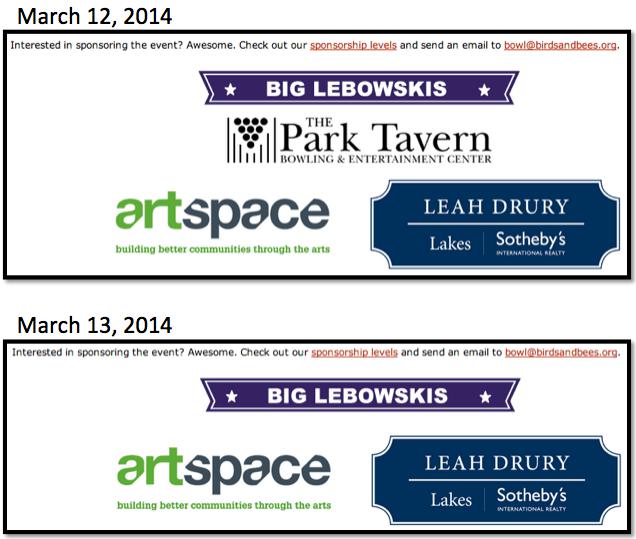 March 12, 2014
Interested in sponsoring the event? Awesome. Check out our sponsorship levels and send an email to bowl@birdsandbees.org.
BIG LEBOWSKIS
THE
Park Tavern
BOWLING & ENTERTAINMENT CENTER
artspace
building better communities through the arts
LEAH DRURY
Lakes Sotheby's
INTERNATIONAL REALTY
March 13, 2014
Interested in sponsoring the event? Awesome. Check out our sponsorship levels and send an email to bowl@birdsandbees.org.
BIG LEBOWSKIS
artspace
building better communities through the arts
LEAH DRURY
Lakes Sotheby's
INTERNATIONAL REALTY